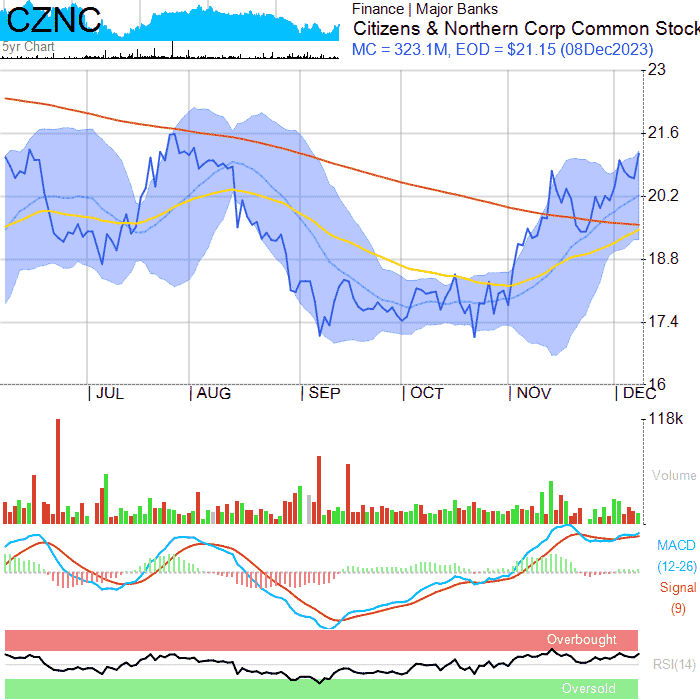 CZNC
5yr Chart
Finance | Major Banks
Citizens & Northern Corp Common Stock
MC = 323.1M, EOD = $21.15 (08Dec2023)
23
21.6
20.2
18.8
17.4
16
JUL AUG SEP OCT NOV DEC
118k
Volume
MACD
(12-26)
Signal
(9)
Overbought
RSI(14)
Oversold